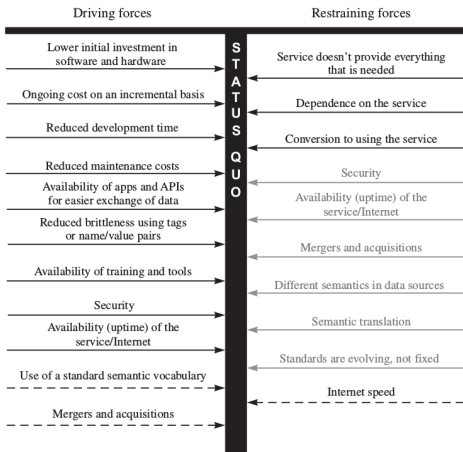 Driving forces
Restraining forces
STATUS QUO
Lower initial investment in
software and hardware
Ongoing cost on an incremental basis
Reduced development time
Reduced maintenance costs
Availability of apps and APIs
for easier exchange of data
Reduced brittleness using tags
or name/value pairs
Availability of training and tools
Security
Availability (uptime) of the
service/Internet
Use of a standard semantic vocabulary
Mergers and acquisitions
Service doesn’t provide everything
that is needed
Dependence on the service
Conversion to using the service
Security
Availability (uptime) of the
service/Internet
Mergers and acquisitions
Different semantics in data sources
Semantic translation
Standards are evolving, not fixed
Internet speed